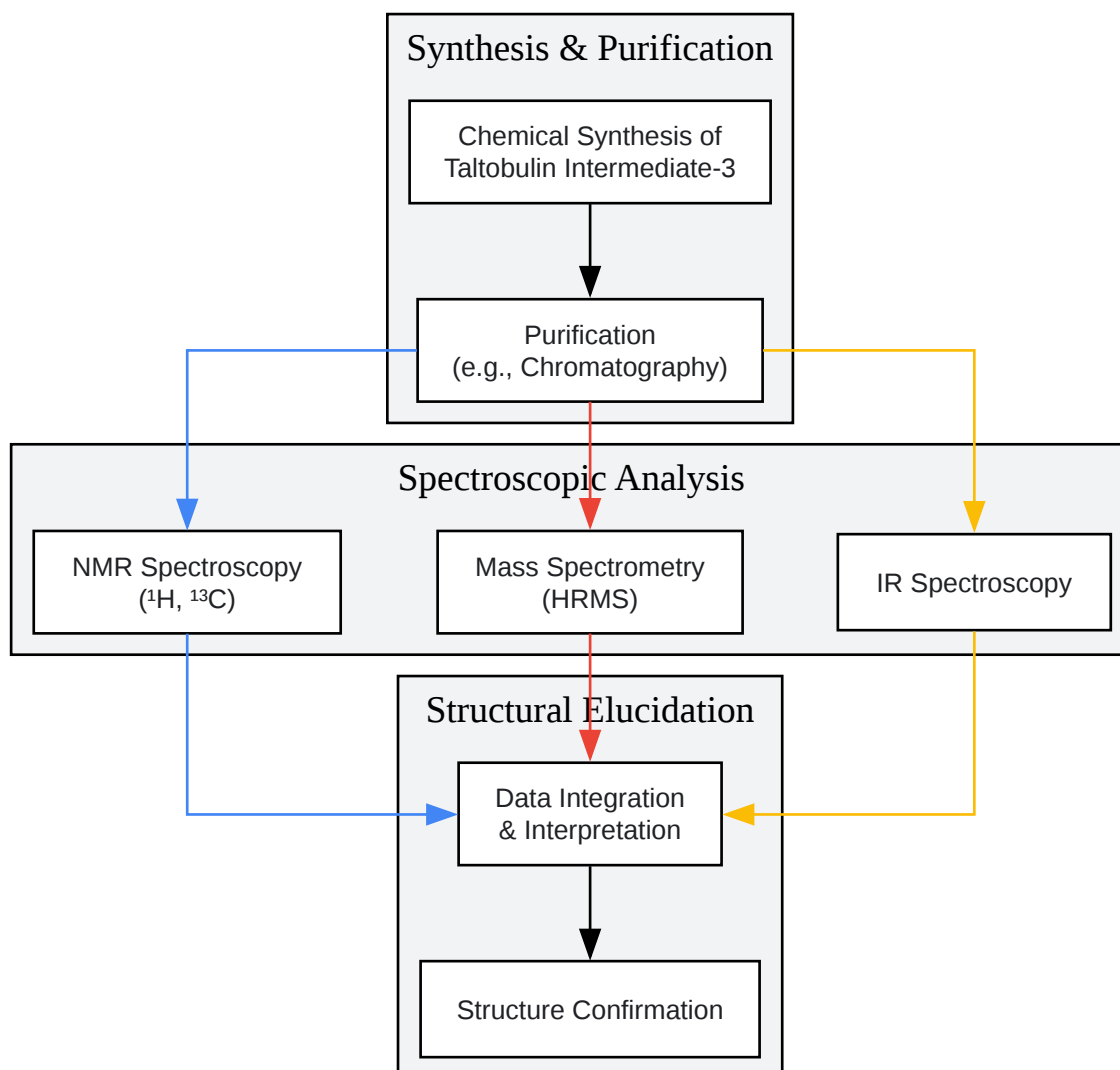 Synthesis & Purification
Chemical Synthesis of
Taltobulin Intermediate-3
Purification
(e.g., Chromatography)
Spectroscopic Analysis
NMR Spectroscopy
(¹H, ¹³C)
Mass Spectrometry
(HRMS)
IR Spectroscopy
Structural Elucidation
Data Integration
& Interpretation
Structure Confirmation